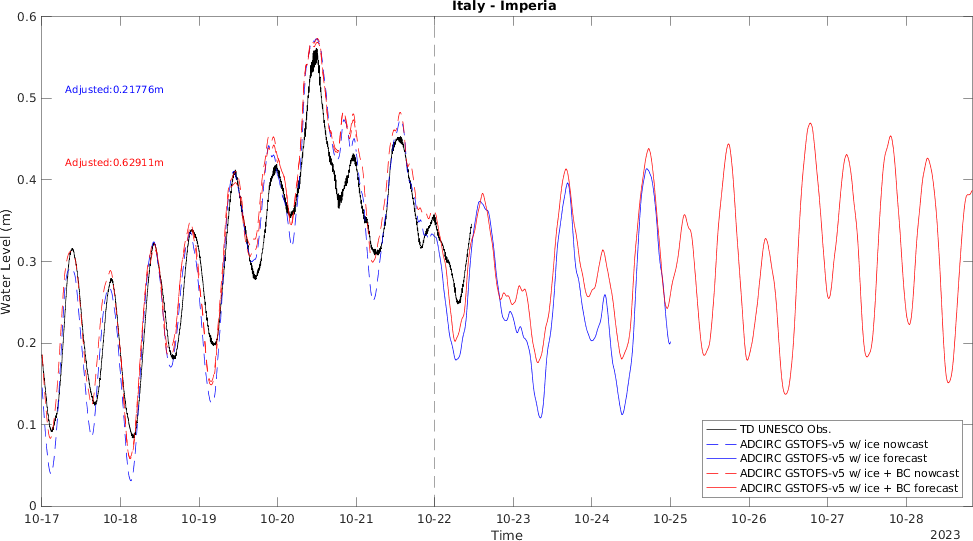 Italy - Imperia
0.6
0.5
0.4
0.3
0.2
0.1
0
Water Level (m)
Adjusted:0.21776m
Adjusted:0.62911m
TD UNESCO Obs.
ADCIRC GSTOFS-v5 w/ ice nowcast
ADCIRC GSTOFS-v5 w/ ice forecast
ADCIRC GSTOFS-v5 w/ ice + BC nowcast
ADCIRC GSTOFS-v5 w/ ice + BC forecast
10-17 10-18 10-19 10-20 10-21 10-22 10-23 10-24 10-25 10-26 10-27 10-28
Time
2023